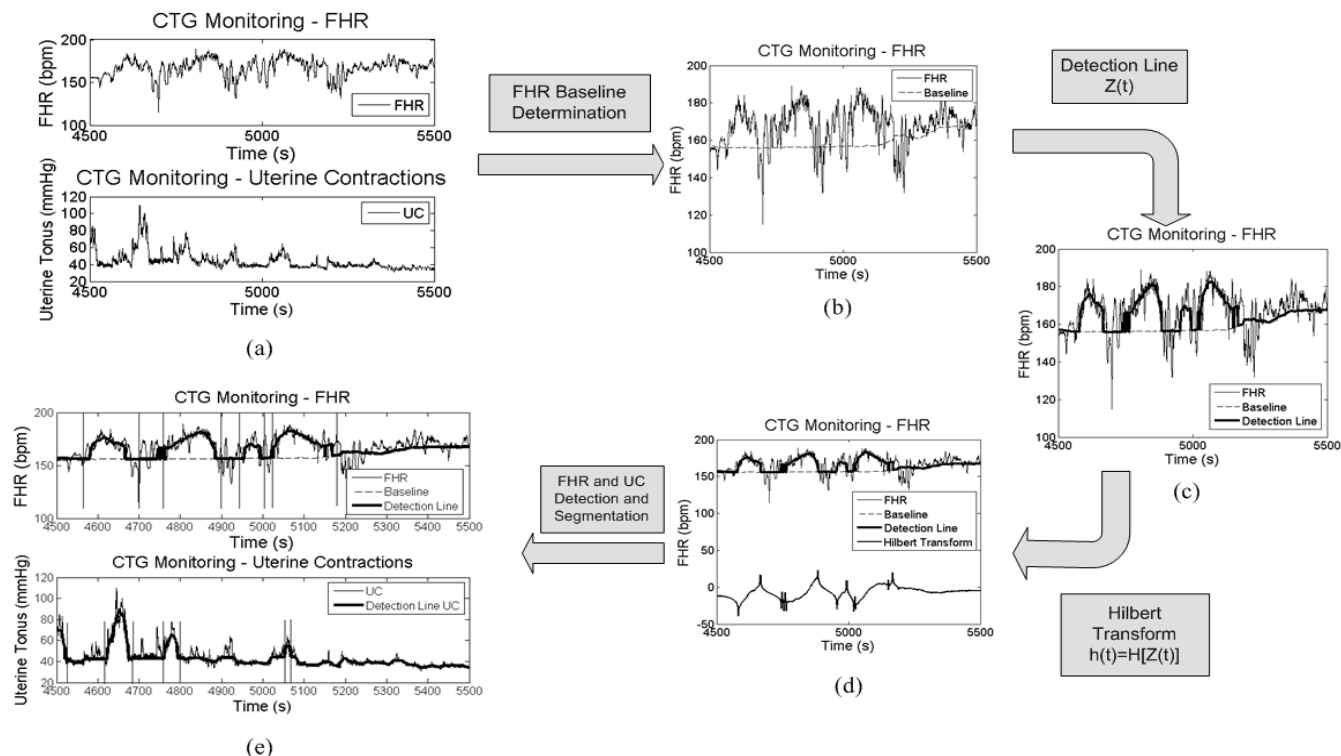 CTG Monitoring - FHR
200
150
100
4500
5000
5500
FHR (bpm)
Time (s)
FHR
CTG Monitoring - Uterine Contractions
120
100
80
60
40
20
4500
5000
5500
Uterine Tonus (mmHg)
Time (s)
UC
(a)
FHR Baseline
Determination
CTG Monitoring - FHR
200
180
160
140
120
100
4500
5000
5500
FHR (bpm)
Time (s)
FHR
Baseline
(b)
Detection Line
Z(t)
CTG Monitoring - FHR
200
180
160
140
120
100
4500
5000
5500
FHR (bpm)
Time (s)
FHR
Baseline
Detection Line
(c)
Hilbert
Transform
h(t)=H[Z(t)]
CTG Monitoring - FHR
200
150
100
50
0
-50
4500
5000
5500
FHR (bpm)
Time (s)
FHR
Baseline
Detection Line
Hilbert Transform
(d)
FHR and UC
Detection and
Segmentation
CTG Monitoring - FHR
200
150
100
4500 4600 4700 4800 4900 5000 5100 5200 5300 5400 5500
FHR (bpm)
Time (s)
FHR
Baseline
Detection Line
CTG Monitoring - Uterine Contractions
120
100
80
60
40
20
4500 4600 4700 4800 4900 5000 5100 5200 5300 5400 5500
Uterine Tonus (mmHg)
Time (s)
UC
Detection Line UC
(e)